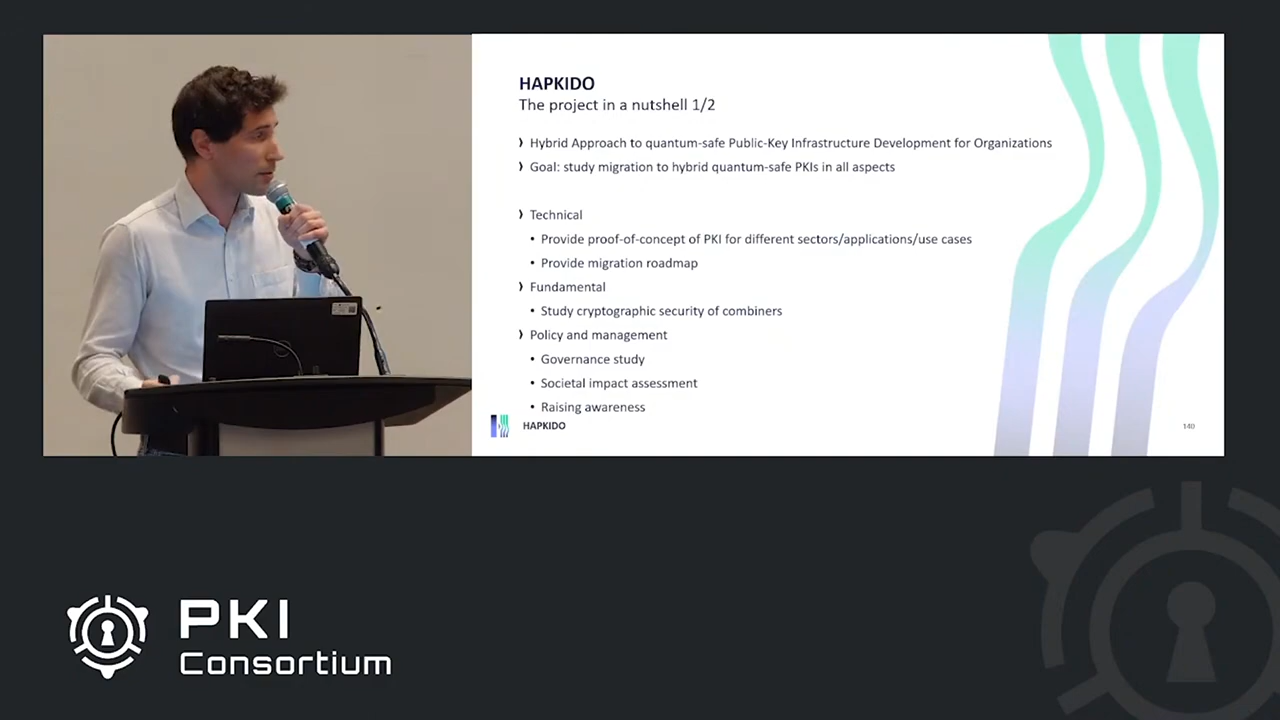 HAPKIDO
The project in a nutshell 1/2
Hybrid Approach to quantum-safe Public-Key Infrastructure Development for Organizations
Goal: study migration to hybrid quantum-safe PKIs in all aspects
Technical
• Provide proof-of-concept of PKI for different sectors/applications/use cases
• Provide migration roadmap
Fundamental
• Study cryptographic security of combiners
Policy and management
• Governance study
• Societal impact assessment
• Raising awareness
HAPKIDO
140
PKI
Consortium